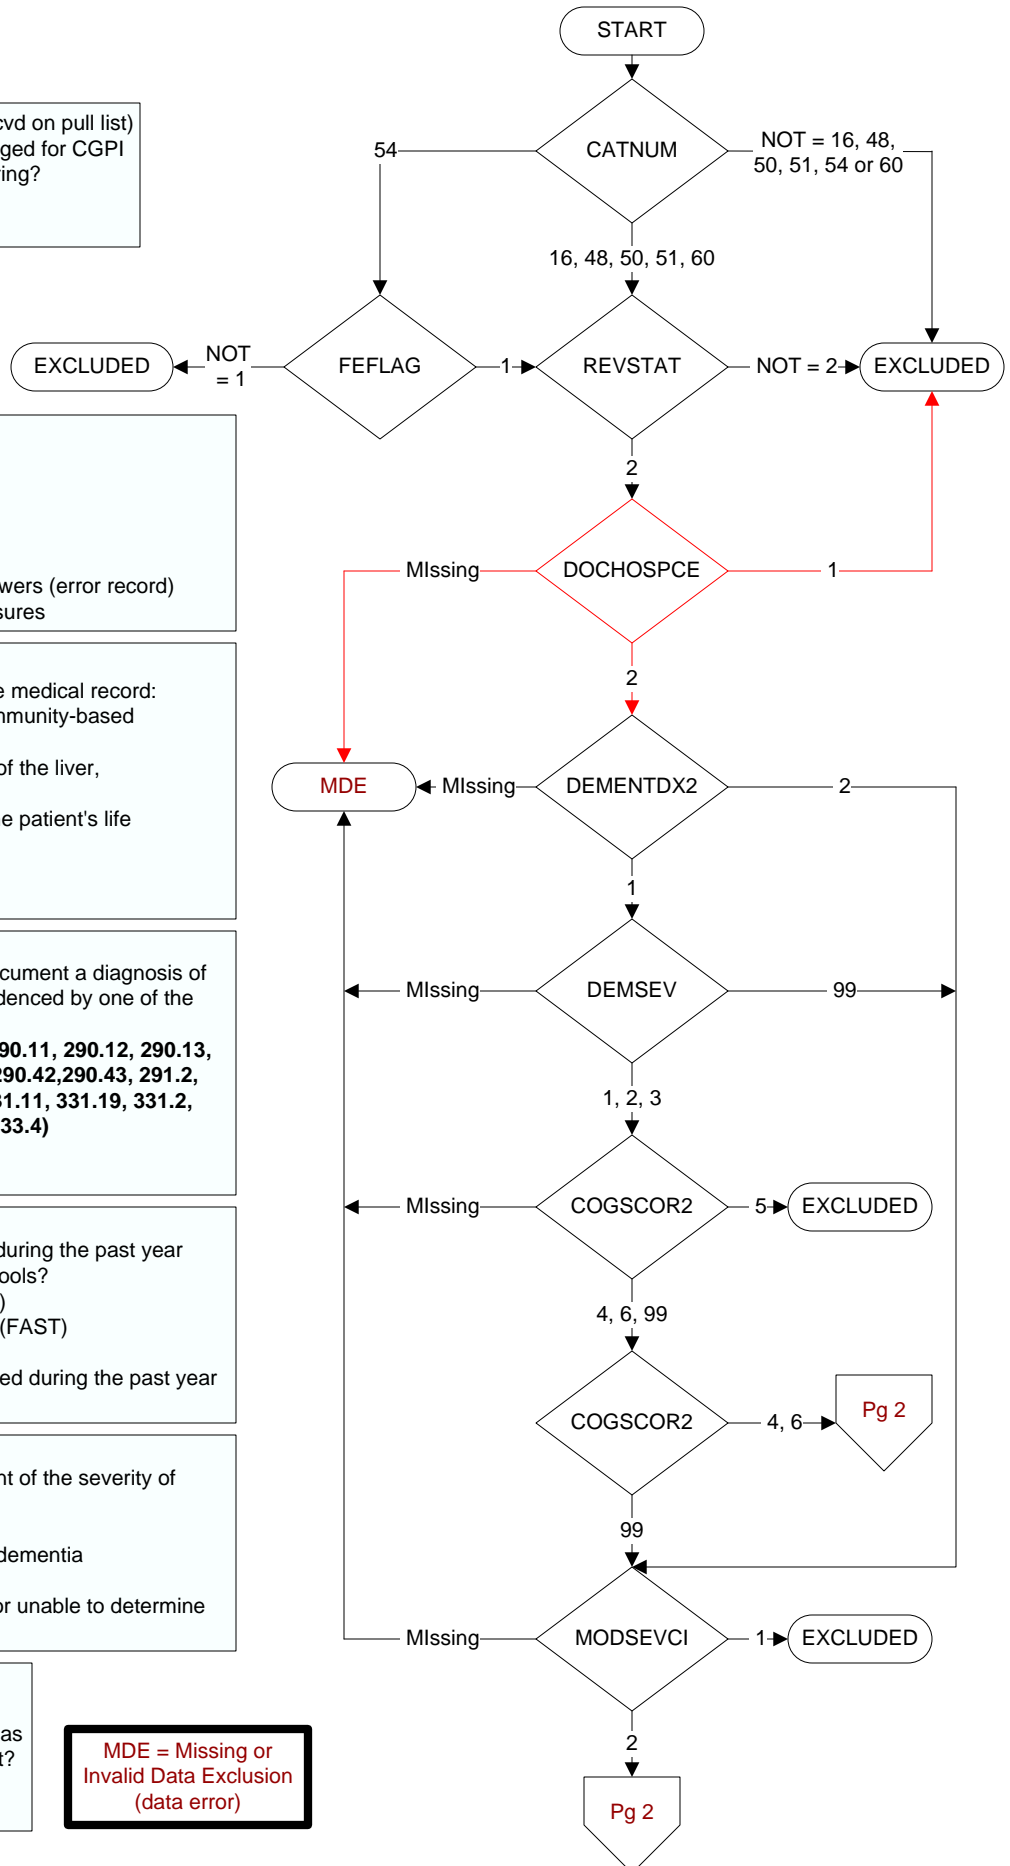 START
cvd on pull list)
ged for CGPI
ring?
CATNUM
54
NOT = 16, 48,
50, 51, 54 or 60
16, 48, 50, 51, 60
EXCLUDED
NOT
= 1
FEFLAG
1
REVSTAT
NOT = 2
EXCLUDED
2
wers (error record)
sures
MIssing
DOCHOSPCE
1
2
e medical record:
mmunity-based
of the liver,
ne patient's life
MDE
MIssing
DEMENTDX2
2
1
ocument a diagnosis of
idenced by one of the
90.11, 290.12, 290.13,
290.42,290.43, 291.2,
31.11, 331.19, 331.2,
33.4)
MIssing
DEMSEV
99
1, 2, 3
MIssing
COGSCOR2
5
EXCLUDED
during the past year
tools?
)
(FAST)
ed during the past year
4, 6, 99
COGSCOR2
4, 6
Pg 2
99
nt of the severity of
dementia
or unable to determine
MIssing
MODSEVCI
1
EXCLUDED
2
as
t?
MDE = Missing or
Invalid Data Exclusion
(data error)
Pg 2